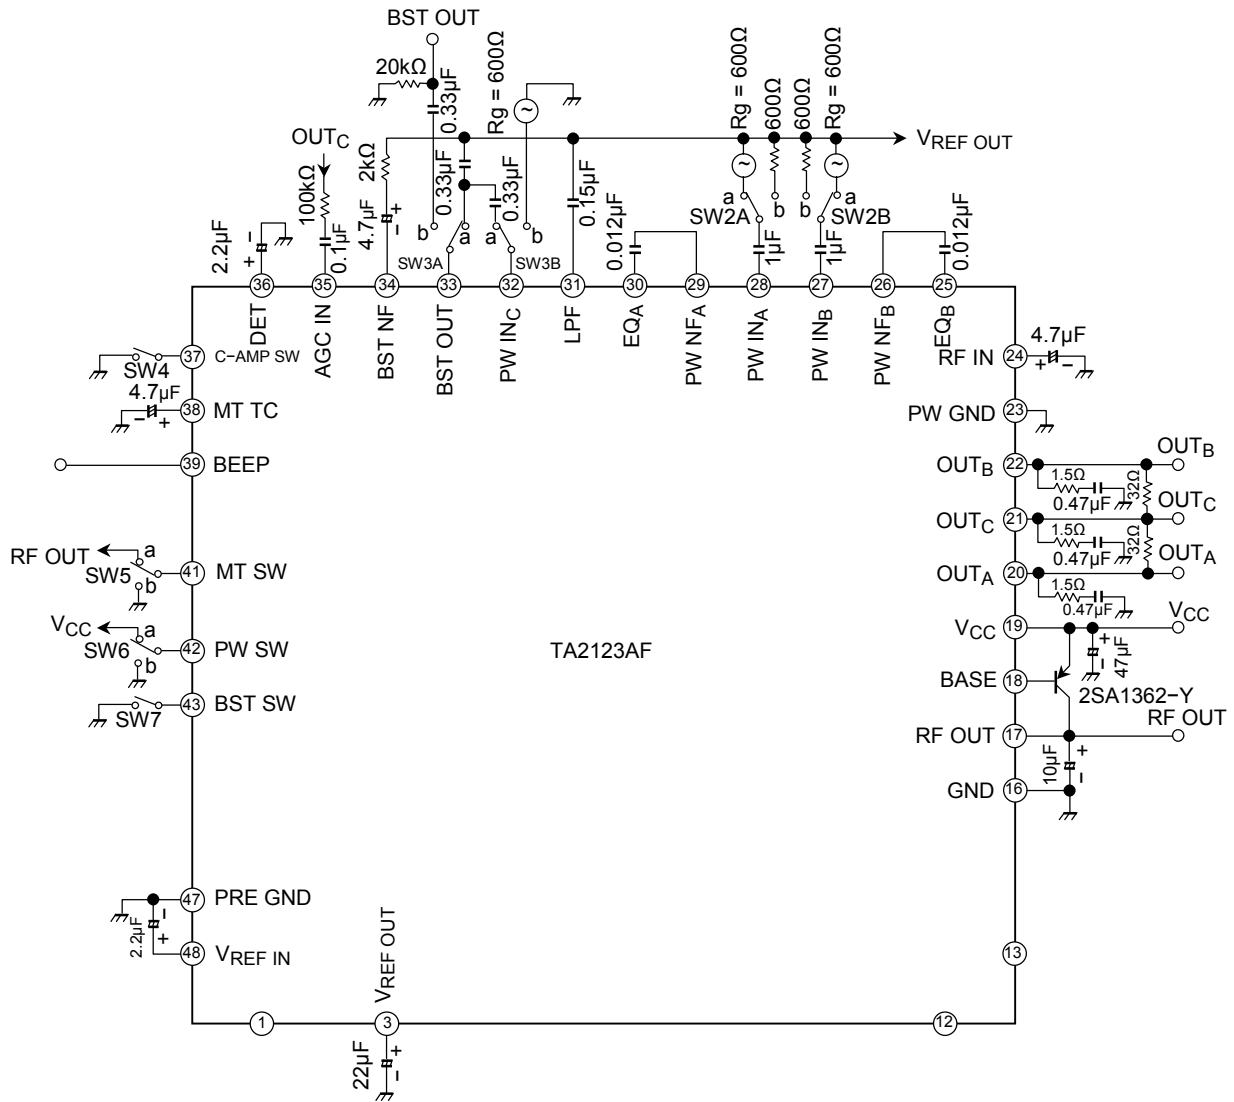 BST OUT
20kΩ
0.33μF
Rg = 600Ω
~
OUTC
100kΩ
0.1μF
2kΩ
4.7μF
+
−
0.33μF
0.33μF
0.15μF
b
a
a
b
SW3A
SW3B
Rg = 600Ω
600Ω
600Ω
Rg = 600Ω
~
~
VREF OUT
a
b
b
a
SW2A
SW2B
1μF
1μF
0.012μF
0.012μF
2.2μF
−
+
36
35
34
33
32
31
30
29
28
27
26
25
DET
AGC IN
BST NF
BST OUT
PW INC
LPF
EQA
PW NFA
PW INA
PW INB
PW NFB
EQB
SW4
37
C−AMP SW
4.7μF
−
+
38
MT TC
39
BEEP
RF OUT
a
SW5
b
41
MT SW
VCC
a
SW6
b
42
PW SW
SW7
43
BST SW
47
PRE GND
2.2μF
−
+
48
VREF IN
TA2123AF
RF IN
24
4.7μF
+
−
PW GND
23
OUTB
22
OUTB
1.5Ω
0.47μF
32Ω
OUTC
21
OUTC
1.5Ω
0.47μF
32Ω
OUTA
20
OUTA
1.5Ω
0.47μF
VCC
19
VCC
+
−
47μF
BASE
18
2SA1362−Y
RF OUT
17
RF OUT
10μF
+
−
GND
16
13
VREF OUT
1
3
12
22μF
+
−